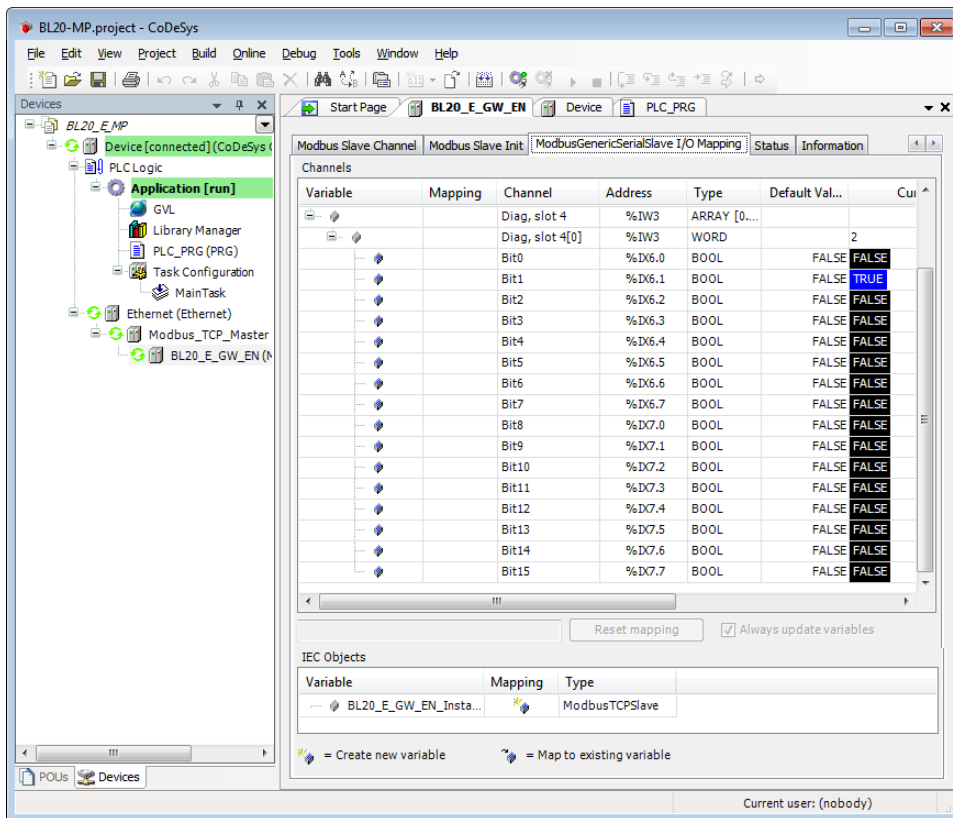 BL20-MP.project - CoDeSys
File Edit View Project Build Online Debug Tools Window Help
Devices
BL20_E_MP
Device [connected] (CoDeSys
PLC Logic
Application [run]
GVL
Library Manager
PLC_PRG (PRG)
Task Configuration
MainTask
Ethernet (Ethernet)
Modbus_TCP_Master
BL20_E_GW_EN
POUs Devices
Start Page BL20_E_GW_EN Device PLC_PRG
Modbus Slave Channel Modbus Slave Init ModbusGenericSerialSlave I/O Mapping Status Information
Channels
Variable Mapping Channel Address Type Default Val... Cur
Diag, slot 4 %IW3 ARRAY [0....
Diag, slot 4[0] %IW3 WORD 2
Bit0 %IX6.0 BOOL FALSE FALSE
Bit1 %IX6.1 BOOL FALSE TRUE
Bit2 %IX6.2 BOOL FALSE FALSE
Bit3 %IX6.3 BOOL FALSE FALSE
Bit4 %IX6.4 BOOL FALSE FALSE
Bit5 %IX6.5 BOOL FALSE FALSE
Bit6 %IX6.6 BOOL FALSE FALSE
Bit7 %IX6.7 BOOL FALSE FALSE
Bit8 %IX7.0 BOOL FALSE FALSE
Bit9 %IX7.1 BOOL FALSE FALSE
Bit10 %IX7.2 BOOL FALSE FALSE
Bit11 %IX7.3 BOOL FALSE FALSE
Bit12 %IX7.4 BOOL FALSE FALSE
Bit13 %IX7.5 BOOL FALSE FALSE
Bit14 %IX7.6 BOOL FALSE FALSE
Bit15 %IX7.7 BOOL FALSE FALSE
Reset mapping Always update variables
IEC Objects
Variable Mapping Type
BL20_E_GW_EN_Insta... ModbusTCPSlave
= Create new variable = Map to existing variable
Current user: (nobody)